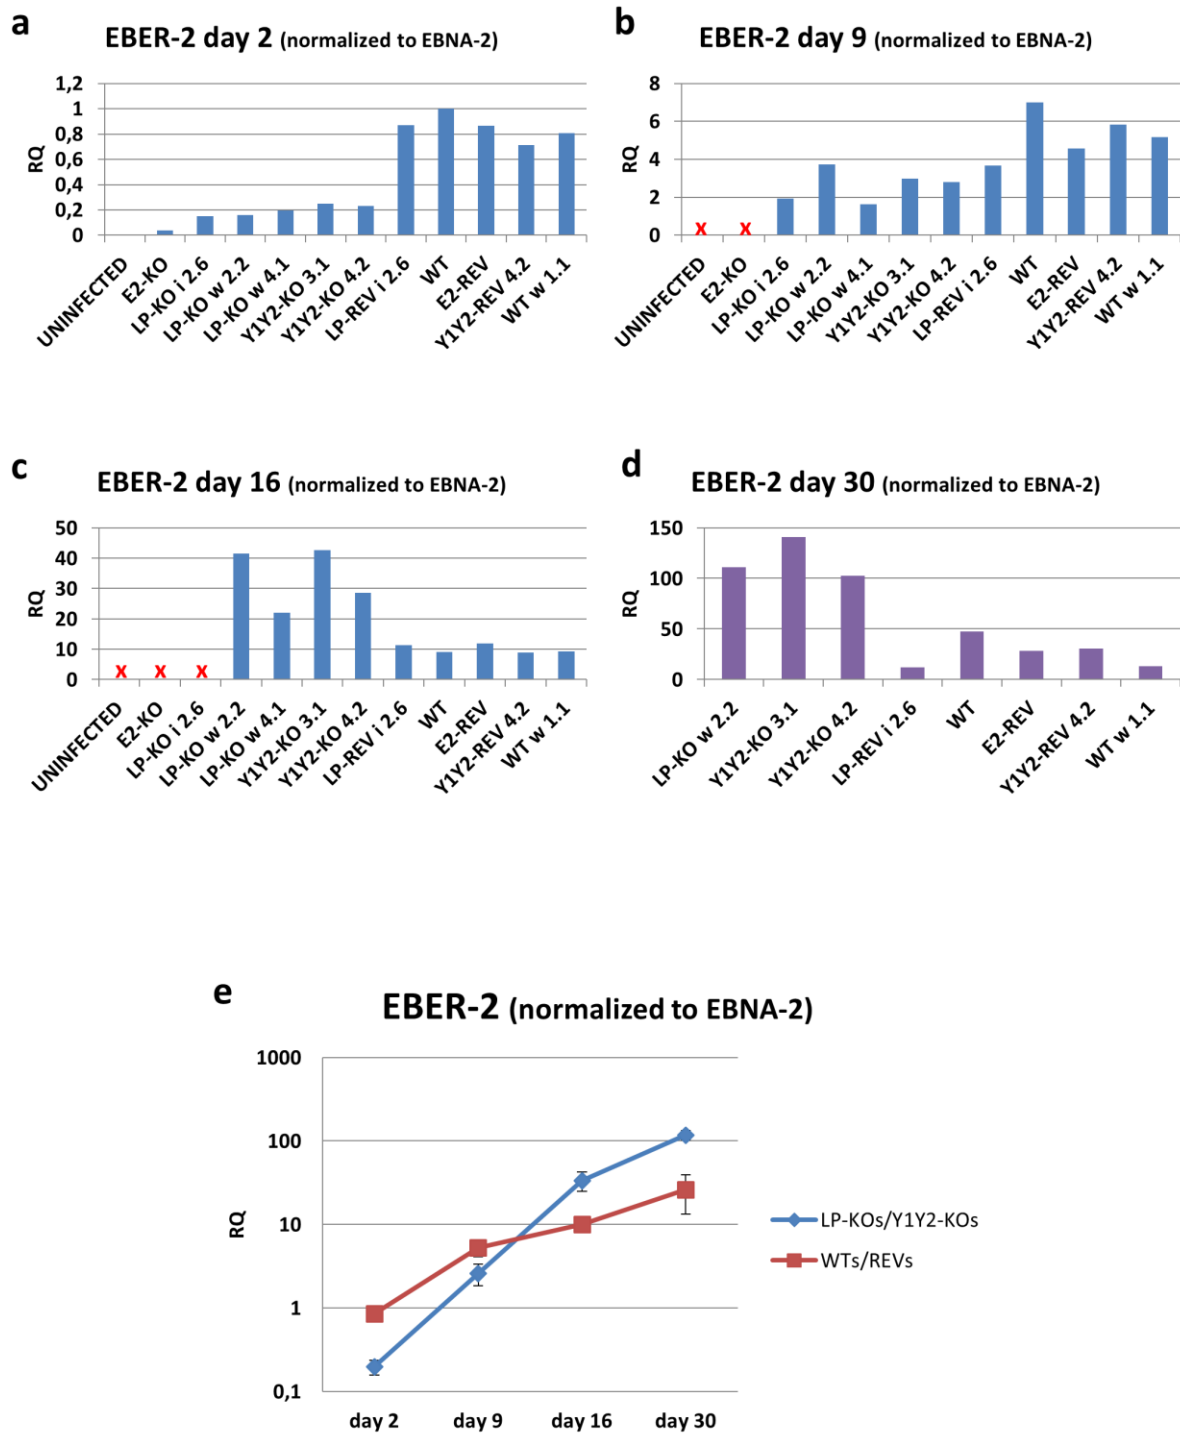 a
EBER-2 day 2 (normalized to EBNA-2)
1,2
1
0,8
0,6
0,4
0,2
0
RQ
UNINFECTED
E2-KO
LP-KO i 2.6
LP-KO w 2.2
LP-KO w 4.1
Y1Y2-KO 3.1
Y1Y2-KO 4.2
LP-REV i 2.6
WT
E2-REV
Y1Y2-REV 4.2
WT w 1.1
b
EBER-2 day 9 (normalized to EBNA-2)
8
6
4
2
0
RQ
X
X
UNINFECTED
E2-KO
LP-KO i 2.6
LP-KO w 2.2
LP-KO w 4.1
Y1Y2-KO 3.1
Y1Y2-KO 4.2
LP-REV i 2.6
WT
E2-REV
Y1Y2-REV 4.2
WT w 1.1
c
EBER-2 day 16 (normalized to EBNA-2)
50
40
30
20
10
0
RQ
X
X
X
UNINFECTED
E2-KO
LP-KO i 2.6
LP-KO w 2.2
LP-KO w 4.1
Y1Y2-KO 3.1
Y1Y2-KO 4.2
LP-REV i 2.6
WT
E2-REV
Y1Y2-REV 4.2
WT w 1.1
d
EBER-2 day 30 (normalized to EBNA-2)
150
100
50
0
RQ
LP-KO w 2.2
Y1Y2-KO 3.1
Y1Y2-KO 4.2
LP-REV i 2.6
WT
E2-REV
Y1Y2-REV 4.2
WT w 1.1
e
EBER-2 (normalized to EBNA-2)
1000
100
10
1
0,1
RQ
day 2
day 9
day 16
day 30
LP-KOs/Y1Y2-KOs
WTs/REVs